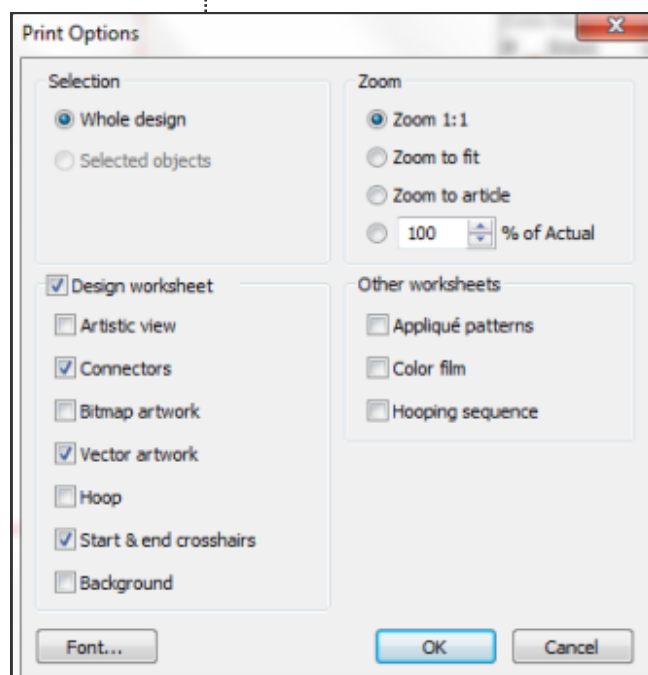 Print Options
Selection
Whole design
Selected objects
Zoom
Zoom 1:1
Zoom to fit
Zoom to article
100 % of Actual
Design worksheet
Artistic view
Connectors
Bitmap artwork
Vector artwork
Hoop
Start & end crosshairs
Background
Other worksheets
Appliqué patterns
Color film
Hooping sequence
Font...
OK
Cancel